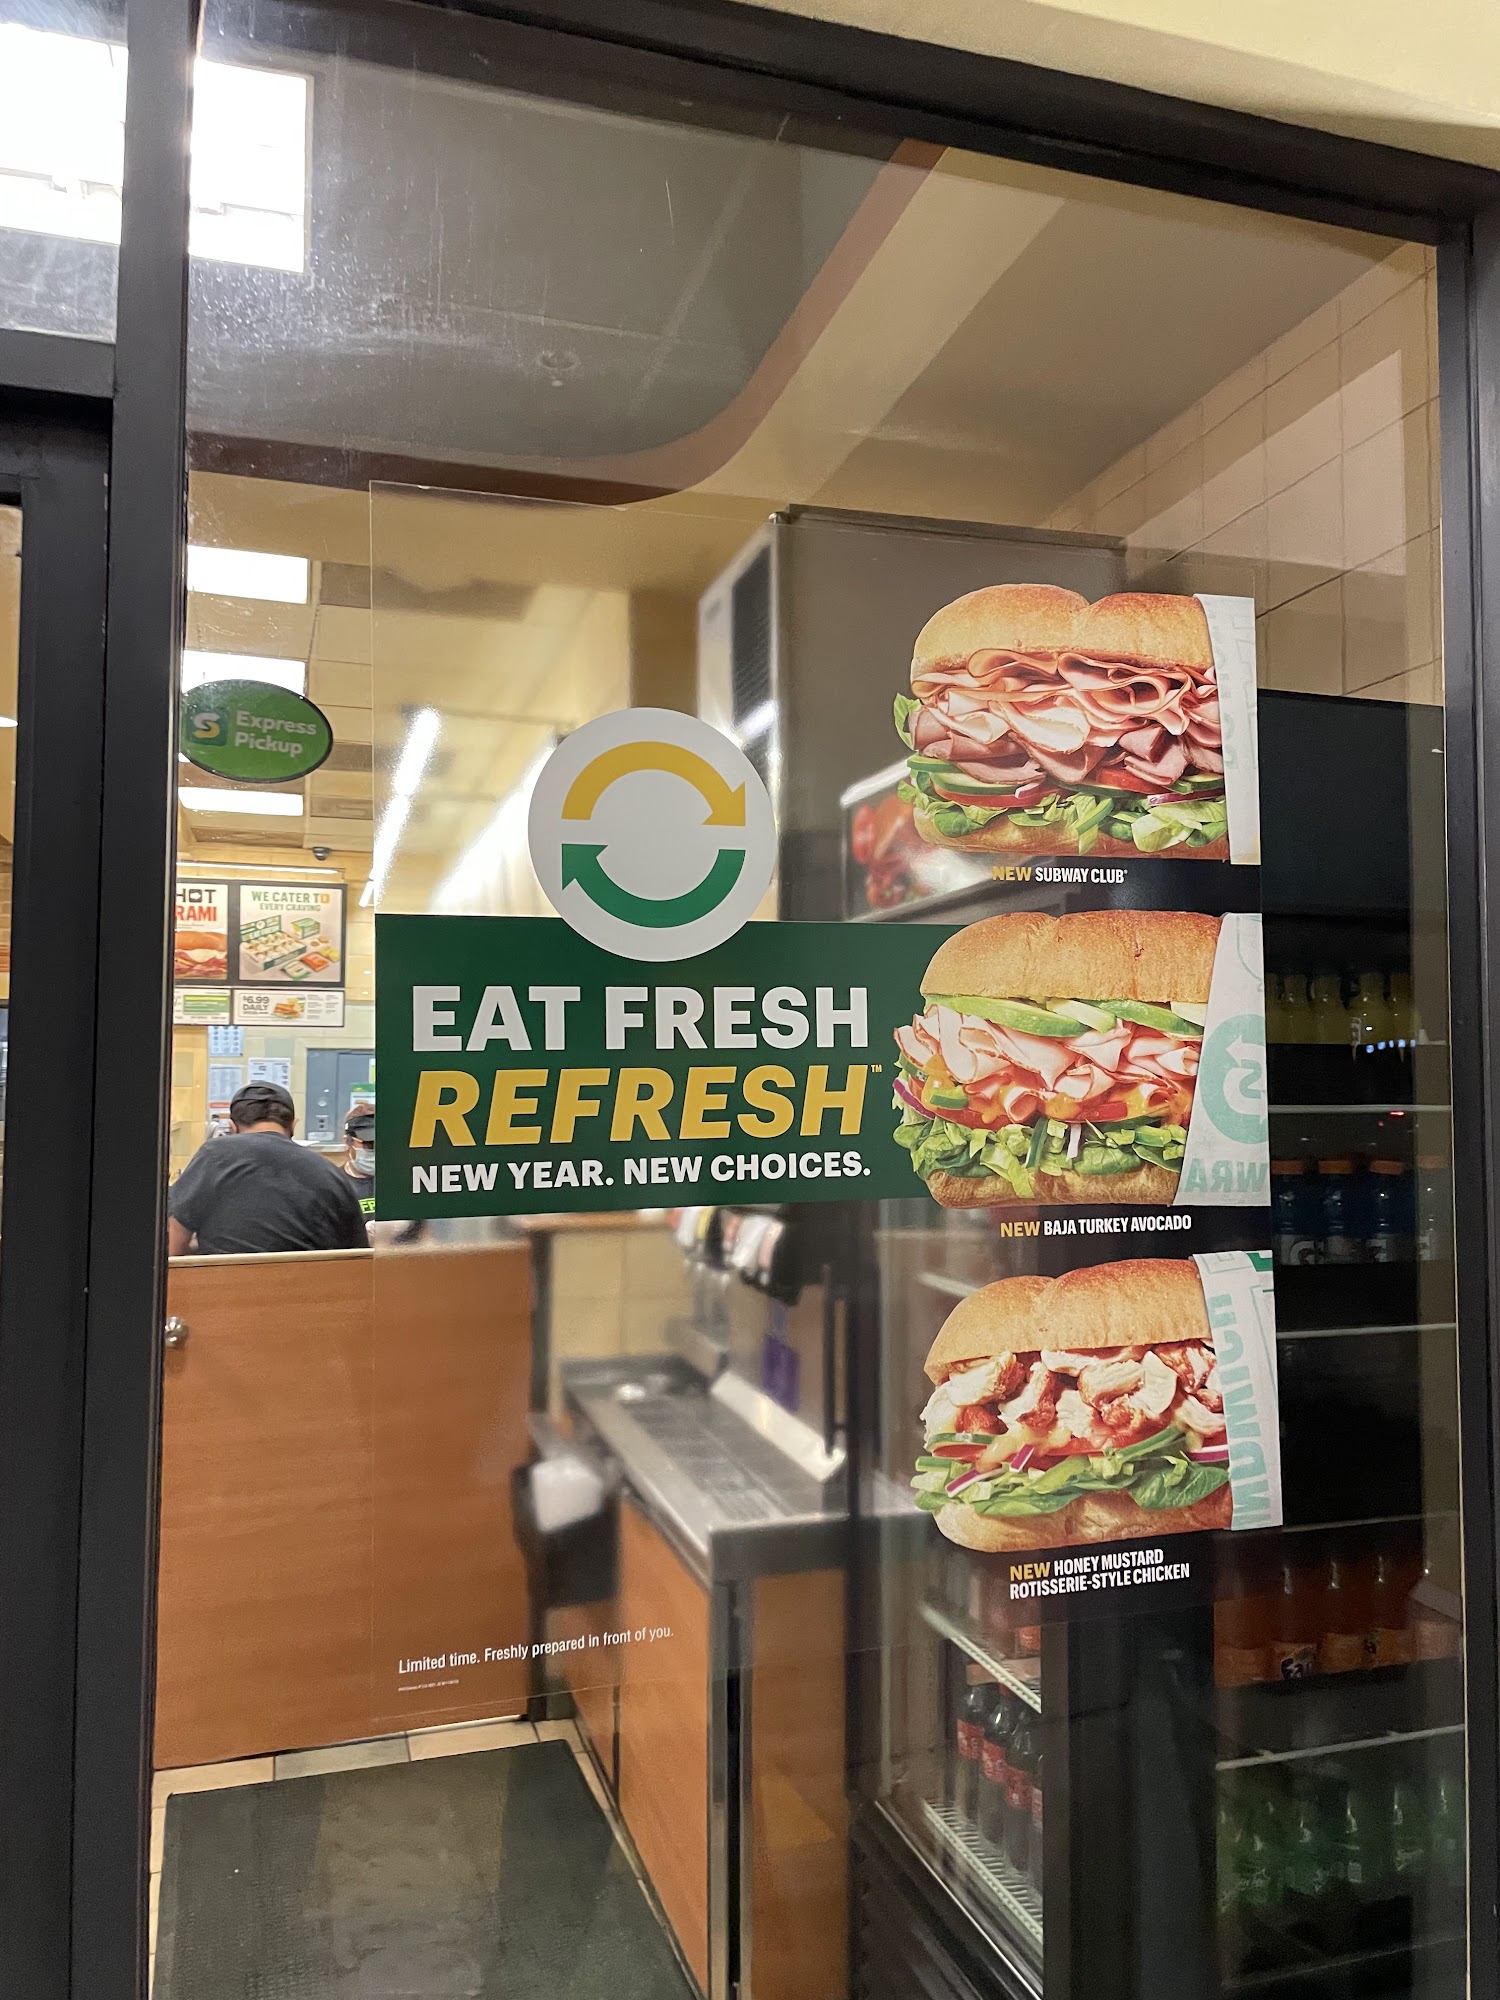 Express
Pickup
HOT
RAMI
WE CATER TO
EVERY CRAVING
$6.99
DAILY
EAT FRESH
REFRESH™
NEW YEAR. NEW CHOICES.
NEW SUBWAY CLUB®
NEW BAJA TURKEY AVOCADO
NEW HONEY MUSTARD
ROTISSERIE-STYLE CHICKEN
Limited time. Freshly prepared in front of you.